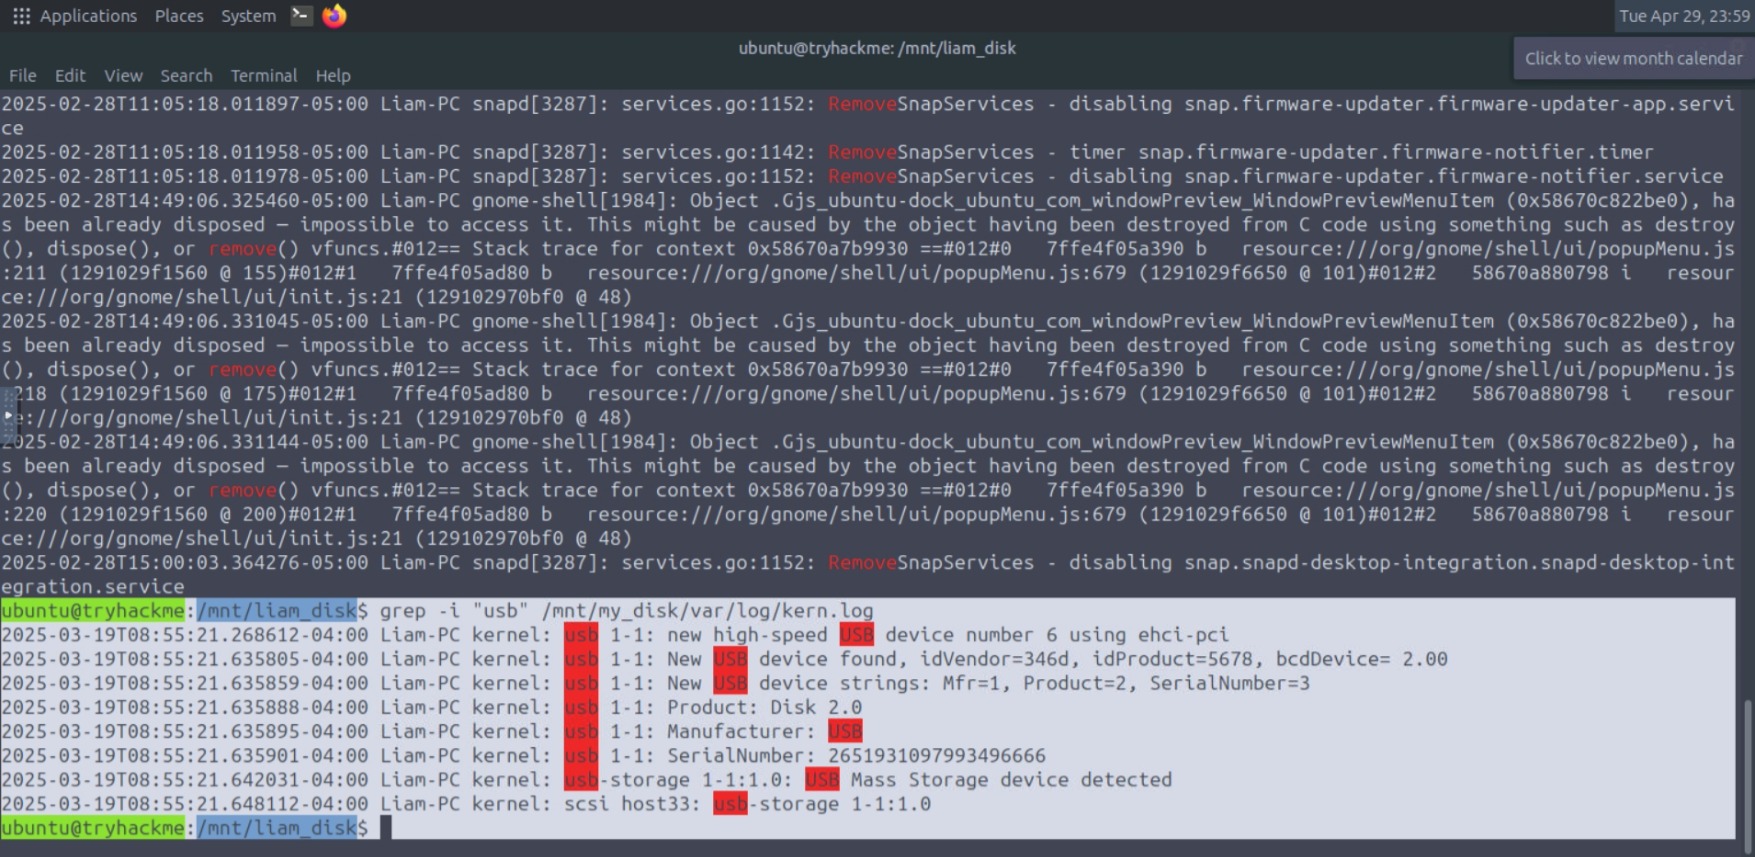 Applications Places System Tue Apr 29, 23:59
ubuntu@tryhackme: /mnt/liam_disk
Click to view month calendar
File Edit View Search Terminal Help
2025-02-28T11:05:18.011897-05:00 Liam-PC snapd[3287]: services.go:1152: RemoveSnapServices - disabling snap.firmware-updater.firmware-updater-app.servi
ce
2025-02-28T11:05:18.011958-05:00 Liam-PC snapd[3287]: services.go:1142: RemoveSnapServices - timer snap.firmware-updater.firmware-notifier.timer
2025-02-28T11:05:18.011978-05:00 Liam-PC snapd[3287]: services.go:1152: RemoveSnapServices - disabling snap.firmware-updater.firmware-notifier.service
2025-02-28T14:49:06.325460-05:00 Liam-PC gnome-shell[1984]: Object .Gjs_ubuntu-dock_ubuntu_com_windowPreview_WindowPreviewMenuItem (0x58670c822be0), ha
s been already disposed — impossible to access it. This might be caused by the object having been destroyed from C code using something such as destroy
(), dispose(), or remove() vfuncs.#012== Stack trace for context 0x58670a7b9930 ==#012#0   7ffe4f05a390 b   resource:///org/gnome/shell/ui/popupMenu.js
:211 (1291029f1560 @ 155)#012#1   7ffe4f05ad80 b   resource:///org/gnome/shell/ui/popupMenu.js:679 (1291029f6650 @ 101)#012#2   58670a880798 i   resour
ce:///org/gnome/shell/ui/init.js:21 (129102970bf0 @ 48)
2025-02-28T14:49:06.331045-05:00 Liam-PC gnome-shell[1984]: Object .Gjs_ubuntu-dock_ubuntu_com_windowPreview_WindowPreviewMenuItem (0x58670c822be0), ha
s been already disposed — impossible to access it. This might be caused by the object having been destroyed from C code using something such as destroy
(), dispose(), or remove() vfuncs.#012== Stack trace for context 0x58670a7b9930 ==#012#0   7ffe4f05a390 b   resource:///org/gnome/shell/ui/popupMenu.js
218 (1291029f1560 @ 175)#012#1   7ffe4f05ad80 b   resource:///org/gnome/shell/ui/popupMenu.js:679 (1291029f6650 @ 101)#012#2   58670a880798 i   resour
e:///org/gnome/shell/ui/init.js:21 (129102970bf0 @ 48)
2025-02-28T14:49:06.331144-05:00 Liam-PC gnome-shell[1984]: Object .Gjs_ubuntu-dock_ubuntu_com_windowPreview_WindowPreviewMenuItem (0x58670c822be0), ha
s been already disposed — impossible to access it. This might be caused by the object having been destroyed from C code using something such as destroy
(), dispose(), or remove() vfuncs.#012== Stack trace for context 0x58670a7b9930 ==#012#0   7ffe4f05a390 b   resource:///org/gnome/shell/ui/popupMenu.js
:220 (1291029f1560 @ 200)#012#1   7ffe4f05ad80 b   resource:///org/gnome/shell/ui/popupMenu.js:679 (1291029f6650 @ 101)#012#2   58670a880798 i   resour
ce:///org/gnome/shell/ui/init.js:21 (129102970bf0 @ 48)
2025-02-28T15:00:03.364276-05:00 Liam-PC snapd[3287]: services.go:1152: RemoveSnapServices - disabling snap.snapd-desktop-integration.snapd-desktop-int
egration.service
ubuntu@tryhackme:/mnt/liam_disk$ grep -i "usb" /mnt/my_disk/var/log/kern.log
2025-03-19T08:55:21.268612-04:00 Liam-PC kernel: usb 1-1: new high-speed USB device number 6 using ehci-pci
2025-03-19T08:55:21.635805-04:00 Liam-PC kernel: usb 1-1: New USB device found, idVendor=346d, idProduct=5678, bcdDevice= 2.00
2025-03-19T08:55:21.635859-04:00 Liam-PC kernel: usb 1-1: New USB device strings: Mfr=1, Product=2, SerialNumber=3
2025-03-19T08:55:21.635888-04:00 Liam-PC kernel: usb 1-1: Product: Disk 2.0
2025-03-19T08:55:21.635895-04:00 Liam-PC kernel: usb 1-1: Manufacturer: USB
2025-03-19T08:55:21.635901-04:00 Liam-PC kernel: usb 1-1: SerialNumber: 2651931097993496666
2025-03-19T08:55:21.642031-04:00 Liam-PC kernel: usb-storage 1-1:1.0: USB Mass Storage device detected
2025-03-19T08:55:21.648112-04:00 Liam-PC kernel: scsi host33: usb-storage 1-1:1.0
ubuntu@tryhackme:/mnt/liam_disk$